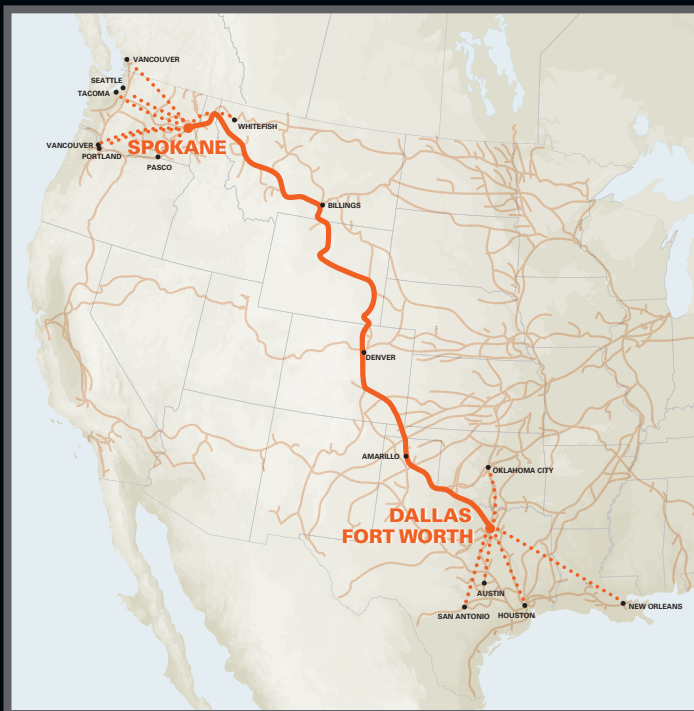 VANCOUVER
SEATTLE
TACOMA
WHITEFISH
VANCOUVER
SPOKANE
PORTLAND
PASCO
BILLINGS
DENVER
AMARILLO
OKLAHOMA CITY
DALLAS
FORT WORTH
AUSTIN
SAN ANTONIO
HOUSTON
NEW ORLEANS